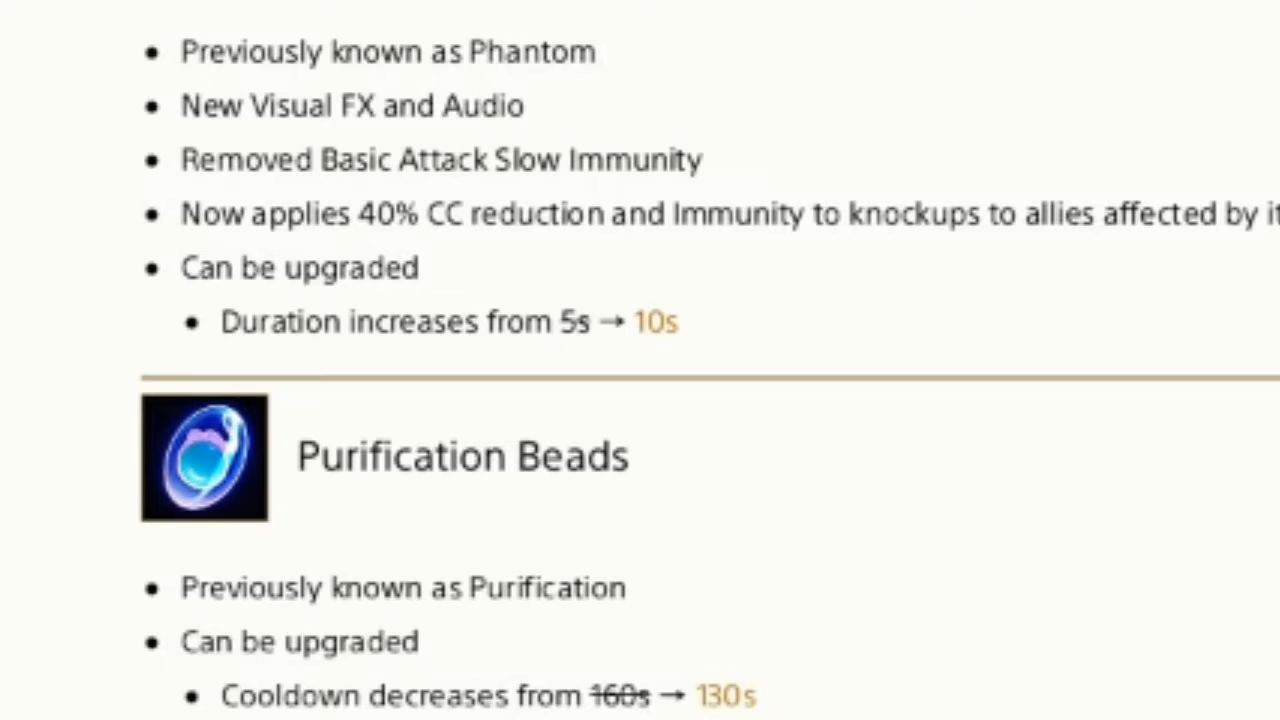 Previously known as Phantom
New Visual FX and Audio
Removed Basic Attack Slow Immunity
Now applies 40% CC reduction and Immunity to knockups to allies affected by
Can be upgraded
Duration increases from 5s → 10s
Purification Beads
Previously known as Purification
Can be upgraded
Cooldown decreases from 160s → 130s